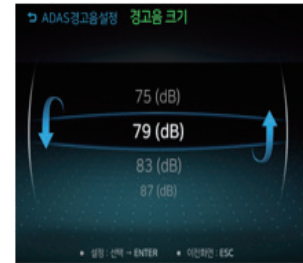 ADAS경고음설정 경고음 크기
75 (dB)
79 (dB)
83 (dB)
87 (dB)
• 설정 : 선택 → ENTER • 이전화면 : ESC